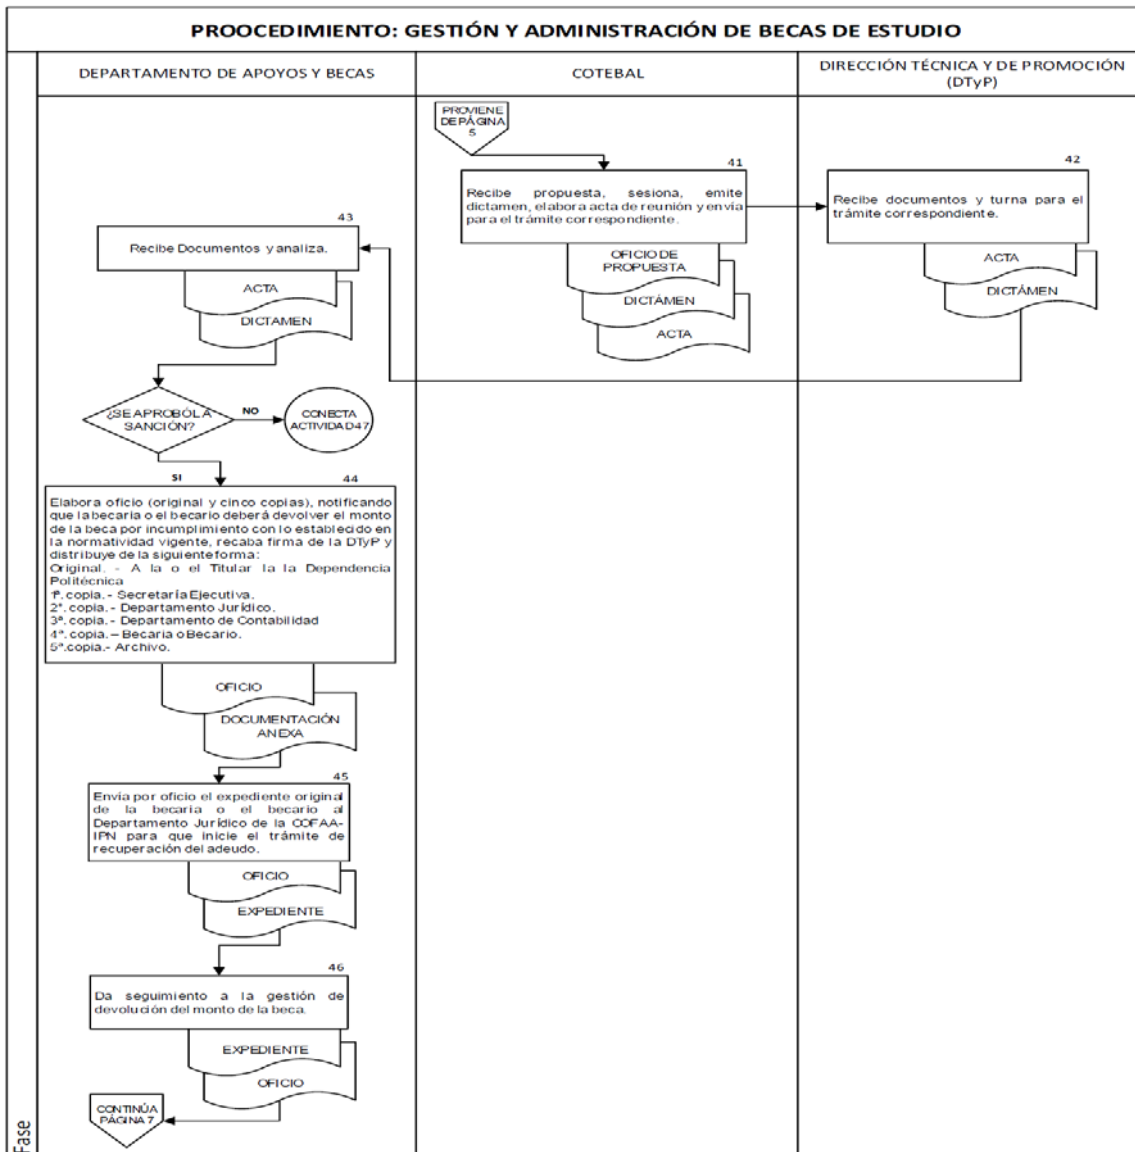 PROOCEDIMIENTO: GESTIÓN Y ADMINISTRACIÓN DE BECAS DE ESTUDIO
DEPARTAMENTO DE APOYOS Y BECAS
COTEBAL
DIRECCIÓN TÉCNICA Y DE PROMOCIÓN
(DTyP)
PROVIENE
DE PÁGINA
5
41
Recibe propuesta, sesiona, emite
dictamen, elabora acta de reunión y envia
para el trámite correspondiente.
OFICIO DE
PROPUESTA
DICTÁMEN
ACTA
42
Recibe documentos y turna para el
trámite correspondiente.
ACTA
DICTÁMEN
43
Recibe Documentos y analiza.
ACTA
DICTAMEN
¿SE APROBÓ LA
SANCIÓN?
NO
CONECTA
ACTIVIDAD 47
SI
44
Elabora oficio (original y cinco copias), notificando
que la becaria o el becario deberá devolver el monto
de la beca por incumplimiento con lo establecido en
la normatividad vigente, recaba firma de la DTyP y
distribuye de la siguiente forma:
Original. - A la o el Titular la la Dependencia
Politécnica
1ª. copia. - Secretaría Ejecutiva.
2ª. copia. - Departamento Jurídico.
3ª. copia. - Departamento de Contabilidad
4ª. copia. – Becaria o Becario.
5ª.copia.- Archivo.
OFICIO
DOCUMENTACIÓN
ANEXA
45
Envia por oficio el expediente original
de la becaria o el becario al
Departamento Jurídico de la COFAA-
IPN para que inicie el trámite de
recuperación del adeudo.
OFICIO
EXPEDIENTE
46
Da seguimiento a la gestión de
devolución del monto de la beca.
EXPEDIENTE
OFICIO
CONTINÚA
PÁGINA 7
Fase